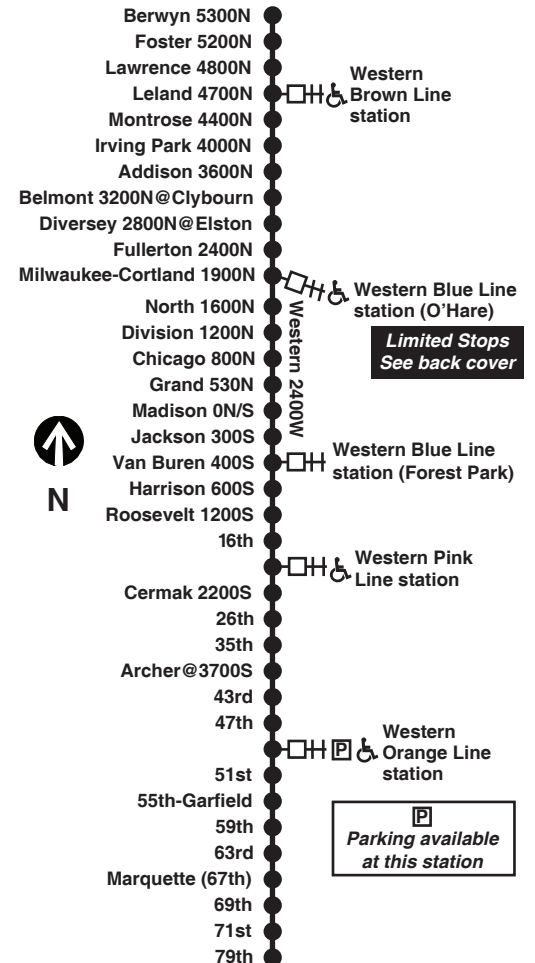 Berwyn 5300N
Foster 5200N
Lawrence 4800N
Leland 4700N
Western
Brown Line
station
Montrose 4400N
Irving Park 4000N
Addison 3600N
Belmont 3200N@Clybourn
Diversey 2800N@Elston
Fullerton 2400N
Milwaukee-Cortland 1900N
Western Blue Line
station (O’Hare)
North 1600N
Western 2400W
Limited Stops
See back cover
Division 1200N
Chicago 800N
Grand 530N
Madison 0N/S
N
Jackson 300S
Van Buren 400S
Western Blue Line
station (Forest Park)
Harrison 600S
Roosevelt 1200S
16th
Western Pink
Line station
Cermak 2200S
26th
35th
Archer@3700S
43rd
47th
P
Western
Orange Line
station
51st
55th-Garfield
59th
63rd
P
Parking available
at this station
Marquette (67th)
69th
71st
79th